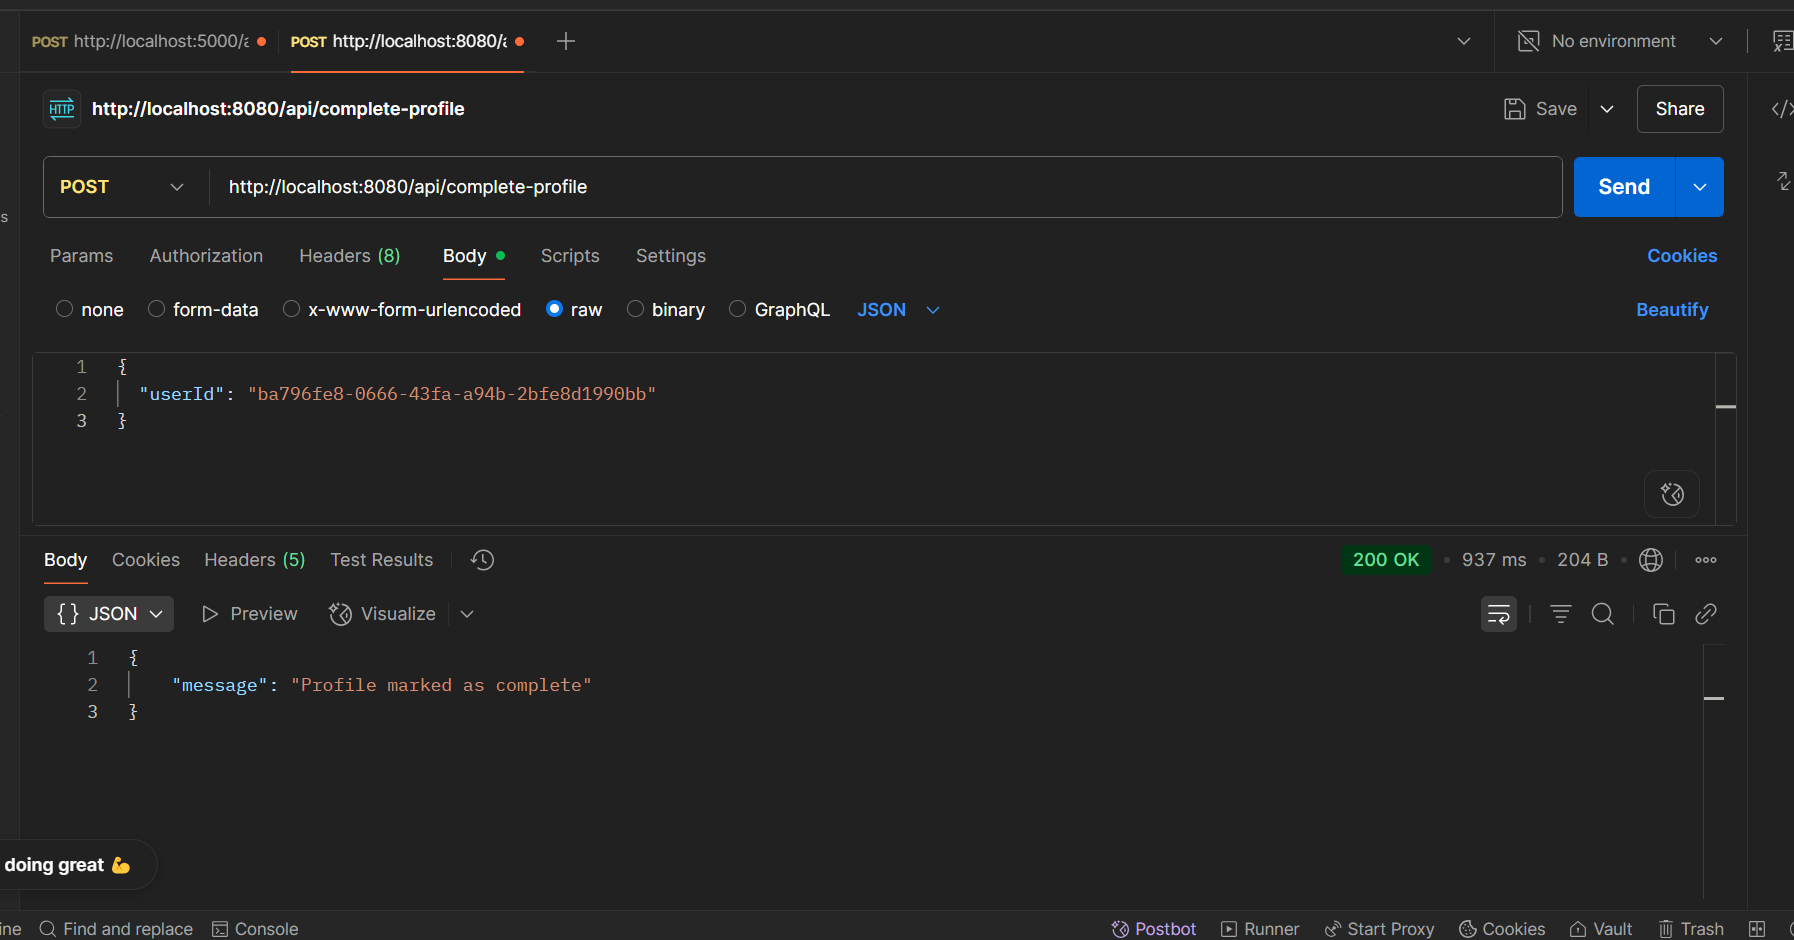 POST http://localhost:5000/a
POST http://localhost:8080/a
No environment
HTTP http://localhost:8080/api/complete-profile
Save
Share
POST http://localhost:8080/api/complete-profile
Send
s
Params Authorization Headers (8) Body Scripts Settings Cookies
none form-data x-www-form-urlencoded raw binary GraphQL JSON Beautify
1 {
2 "userId": "ba796fe8-0666-43fa-a94b-2bfe8d1990bb"
3 }
Body Cookies Headers (5) Test Results 200 OK • 937 ms • 204 B •
{} JSON Preview Visualize
1 {
2 "message": "Profile marked as complete"
3 }
doing great 💪
ine Find and replace Console Postbot Runner Start Proxy Cookies Vault Trash